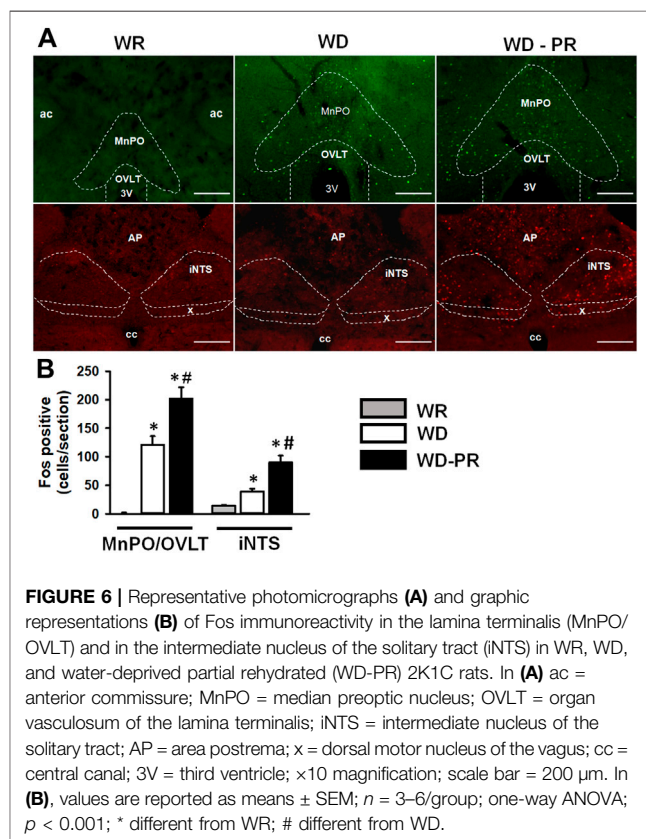 A
WR WD WD - PR
ac MnPO ac OVLT 3V
MnPO OVLT 3V
MnPO OVLT 3V
AP iNTS x cc
AP iNTS x cc
AP iNTS x cc
B
Fos positive
(cells/section)
250
200
150
100
50
0
* *# * *#
MnPO/OVLT iNTS
WR
WD
WD-PR
FIGURE 6 | Representative photomicrographs (A) and graphic
representations (B) of Fos immunoreactivity in the lamina terminalis (MnPO/
OVLT) and in the intermediate nucleus of the solitary tract (iNTS) in WR, WD,
and water-deprived partial rehydrated (WD-PR) 2K1C rats. In (A) ac =
anterior commissure; MnPO = median preoptic nucleus; OVLT = organ
vasculosum of the lamina terminalis; iNTS = intermediate nucleus of the
solitary tract; AP = area postrema; x = dorsal motor nucleus of the vagus; cc =
central canal; 3V = third ventricle; ×10 magnification; scale bar = 200 μm. In
(B), values are reported as means ± SEM; n = 3–6/group; one-way ANOVA;
p < 0.001; * different from WR; # different from WD.